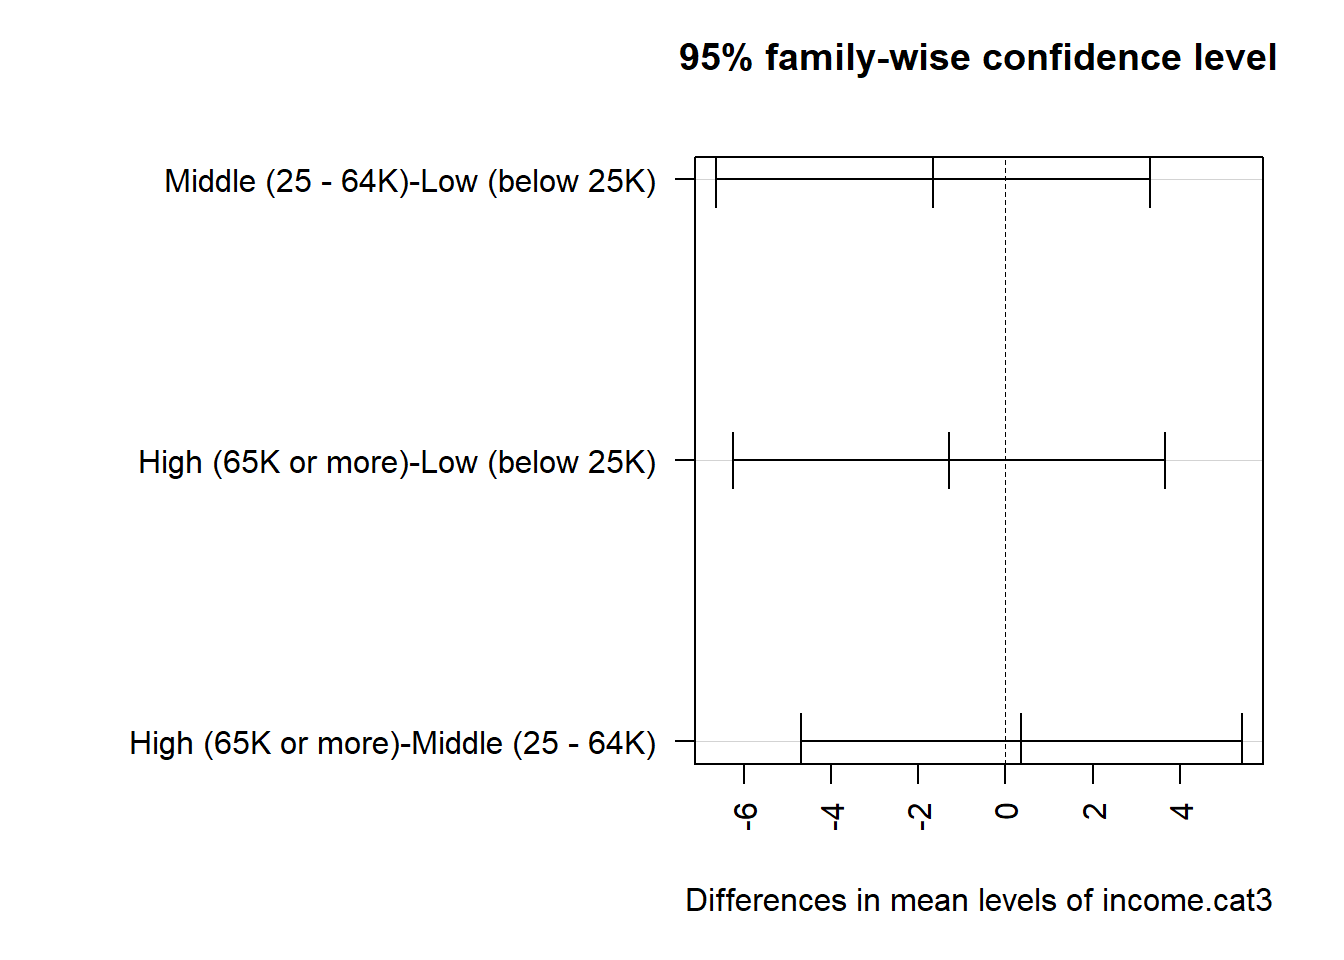 95% family-wise confidence level
Middle (25 - 64K)-Low (below 25K)
High (65K or more)-Low (below 25K)
High (65K or more)-Middle (25 - 64K)
-6
-4
-2
0
2
4
Differences in mean levels of income.cat3